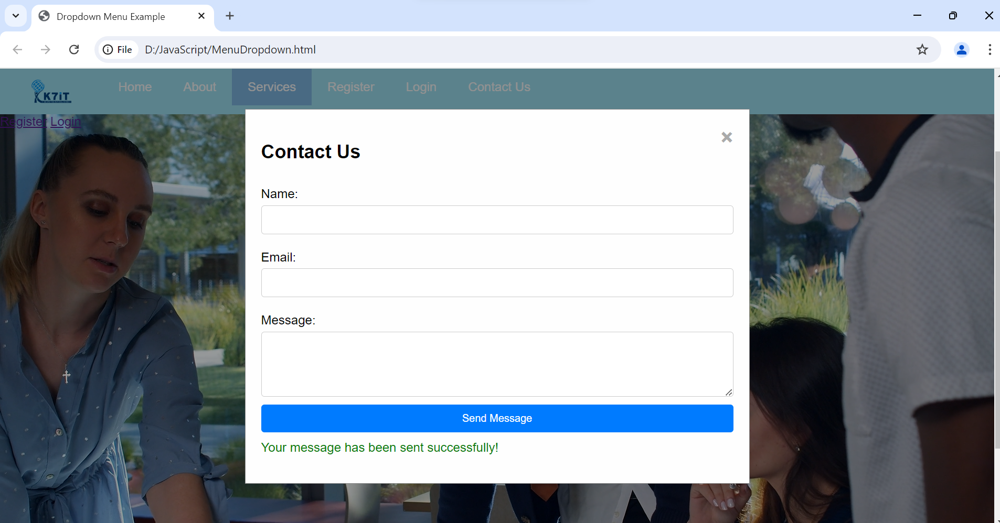 Dropdown Menu Example
File D:/JavaScript/MenuDropdown.html
K7iT Home About Services Register Login Contact Us
Register Login
Contact Us
Name:
Email:
Message:
Send Message
Your message has been sent successfully!